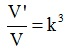 V'/V = k³